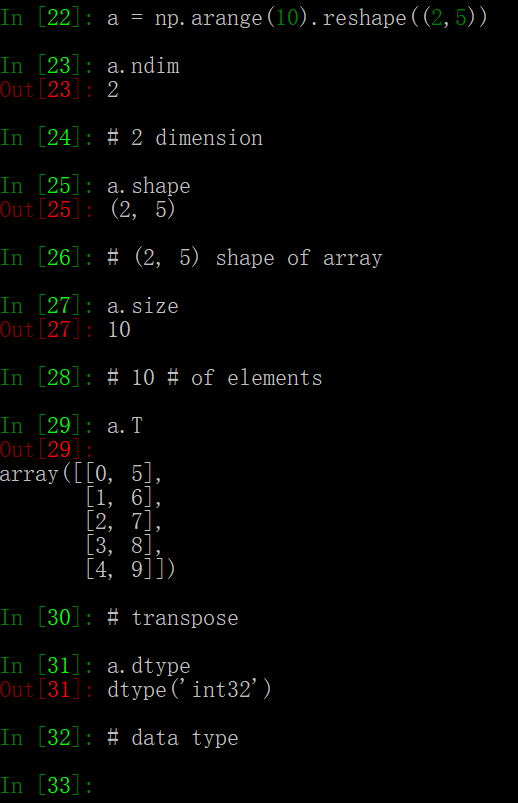 In [22]: a = np.arange(10).reshape((2,5))
In [23]: a.ndim
Out[23]: 2
In [24]: # 2 dimension
In [25]: a.shape
Out[25]: (2, 5)
In [26]: # (2, 5) shape of array
In [27]: a.size
Out[27]: 10
In [28]: # 10 # of elements
In [29]: a.T
Out[29]:
array([[0, 5],
       [1, 6],
       [2, 7],
       [3, 8],
       [4, 9]])
In [30]: # transpose
In [31]: a.dtype
Out[31]: dtype('int32')
In [32]: # data type
In [33]: